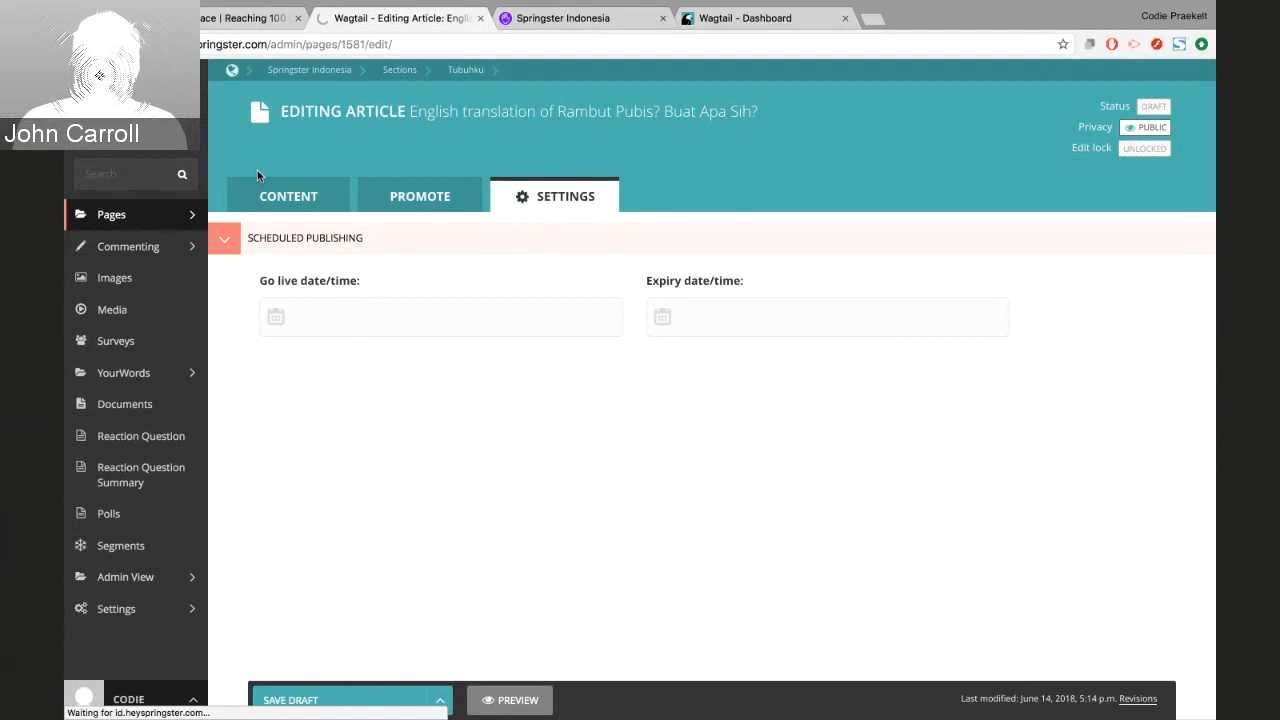 ace | Reaching 100
Wagtail - Editing Article: Engli
Springster Indonesia
Wagtail - Dashboard
Codie Praekelt
pringster.com/admin/pages/1581/edit/
Springster Indonesia
Sections
Tubuhku
EDITING ARTICLE English translation of Rambut Pubis? Buat Apa Sih?
Status DRAFT
Privacy PUBLIC
Edit lock UNLOCKED
John Carroll
Search
CONTENT
PROMOTE
SETTINGS
Pages
Commenting
Images
Media
Surveys
YourWords
Documents
Reaction Question
Reaction Question
Summary
Polls
Segments
Admin View
Settings
CODIE
SCHEDULED PUBLISHING
Go live date/time:
Expiry date/time:
SAVE DRAFT
PREVIEW
Last modified: June 14, 2018, 5:14 p.m. Revisions
Waiting for id.heyspringster.com...